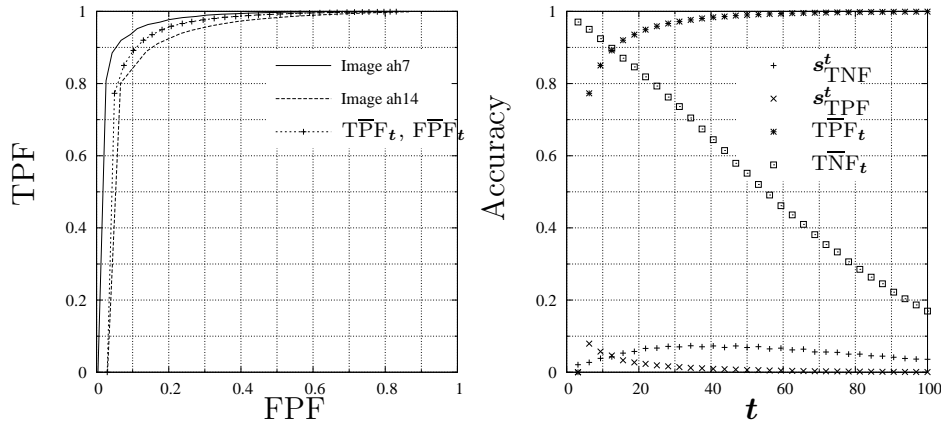 1
0.8
0.6
0.4
0.2
0
0 0.2 0.4 0.6 0.8 1
TPF
FPF
Image ah7
Image ah14
TP̅F_t, FP̅F_t
1
0.8
0.6
0.4
0.2
0
0 20 40 60 80 100
Accuracy
t
s^t_TNF
s^t_TPF
TP̅F_t
TN̅F_t